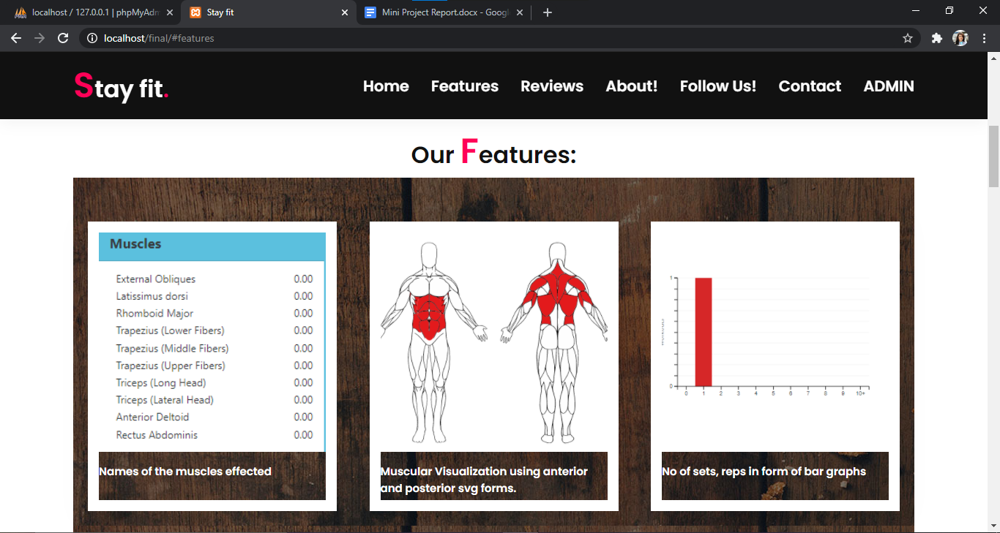 localhost / 127.0.0.1 | phpMyAdm
Stay fit
Mini Project Report.docx - Googl
localhost/final/#features
Stay fit.
Home Features Reviews About! Follow Us! Contact ADMIN
Our Features:
Muscles
External Obliques 0.00
Latissimus dorsi 0.00
Rhomboid Major 0.00
Trapezius (Lower Fibers) 0.00
Trapezius (Middle Fibers) 0.00
Trapezius (Upper Fibers) 0.00
Triceps (Long Head) 0.00
Triceps (Lateral Head) 0.00
Anterior Deltoid 0.00
Rectus Abdominis 0.00
Names of the muscles effected
Muscular Visualization using anterior
and posterior svg forms.
1
0
0 1 2 3 4 5 6 7 8 9 10+
No of sets, reps in form of bar graphs